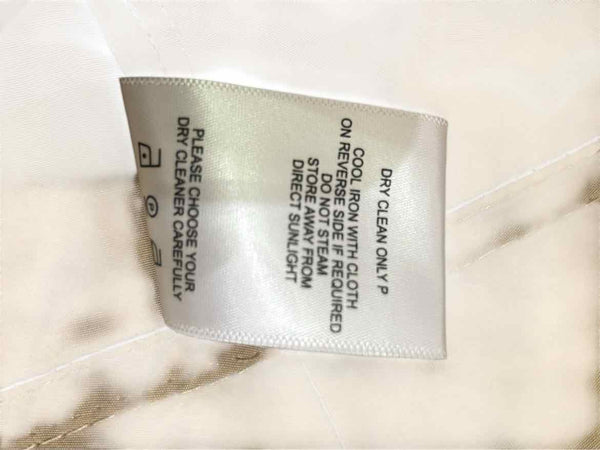 DRY CLEAN ONLY P
COOL IRON WITH CLOTH
ON REVERSE SIDE IF REQUIRED
DO NOT STEAM
STORE AWAY FROM
DIRECT SUNLIGHT
PLEASE CHOOSE YOUR
DRY CLEANER CAREFULLY